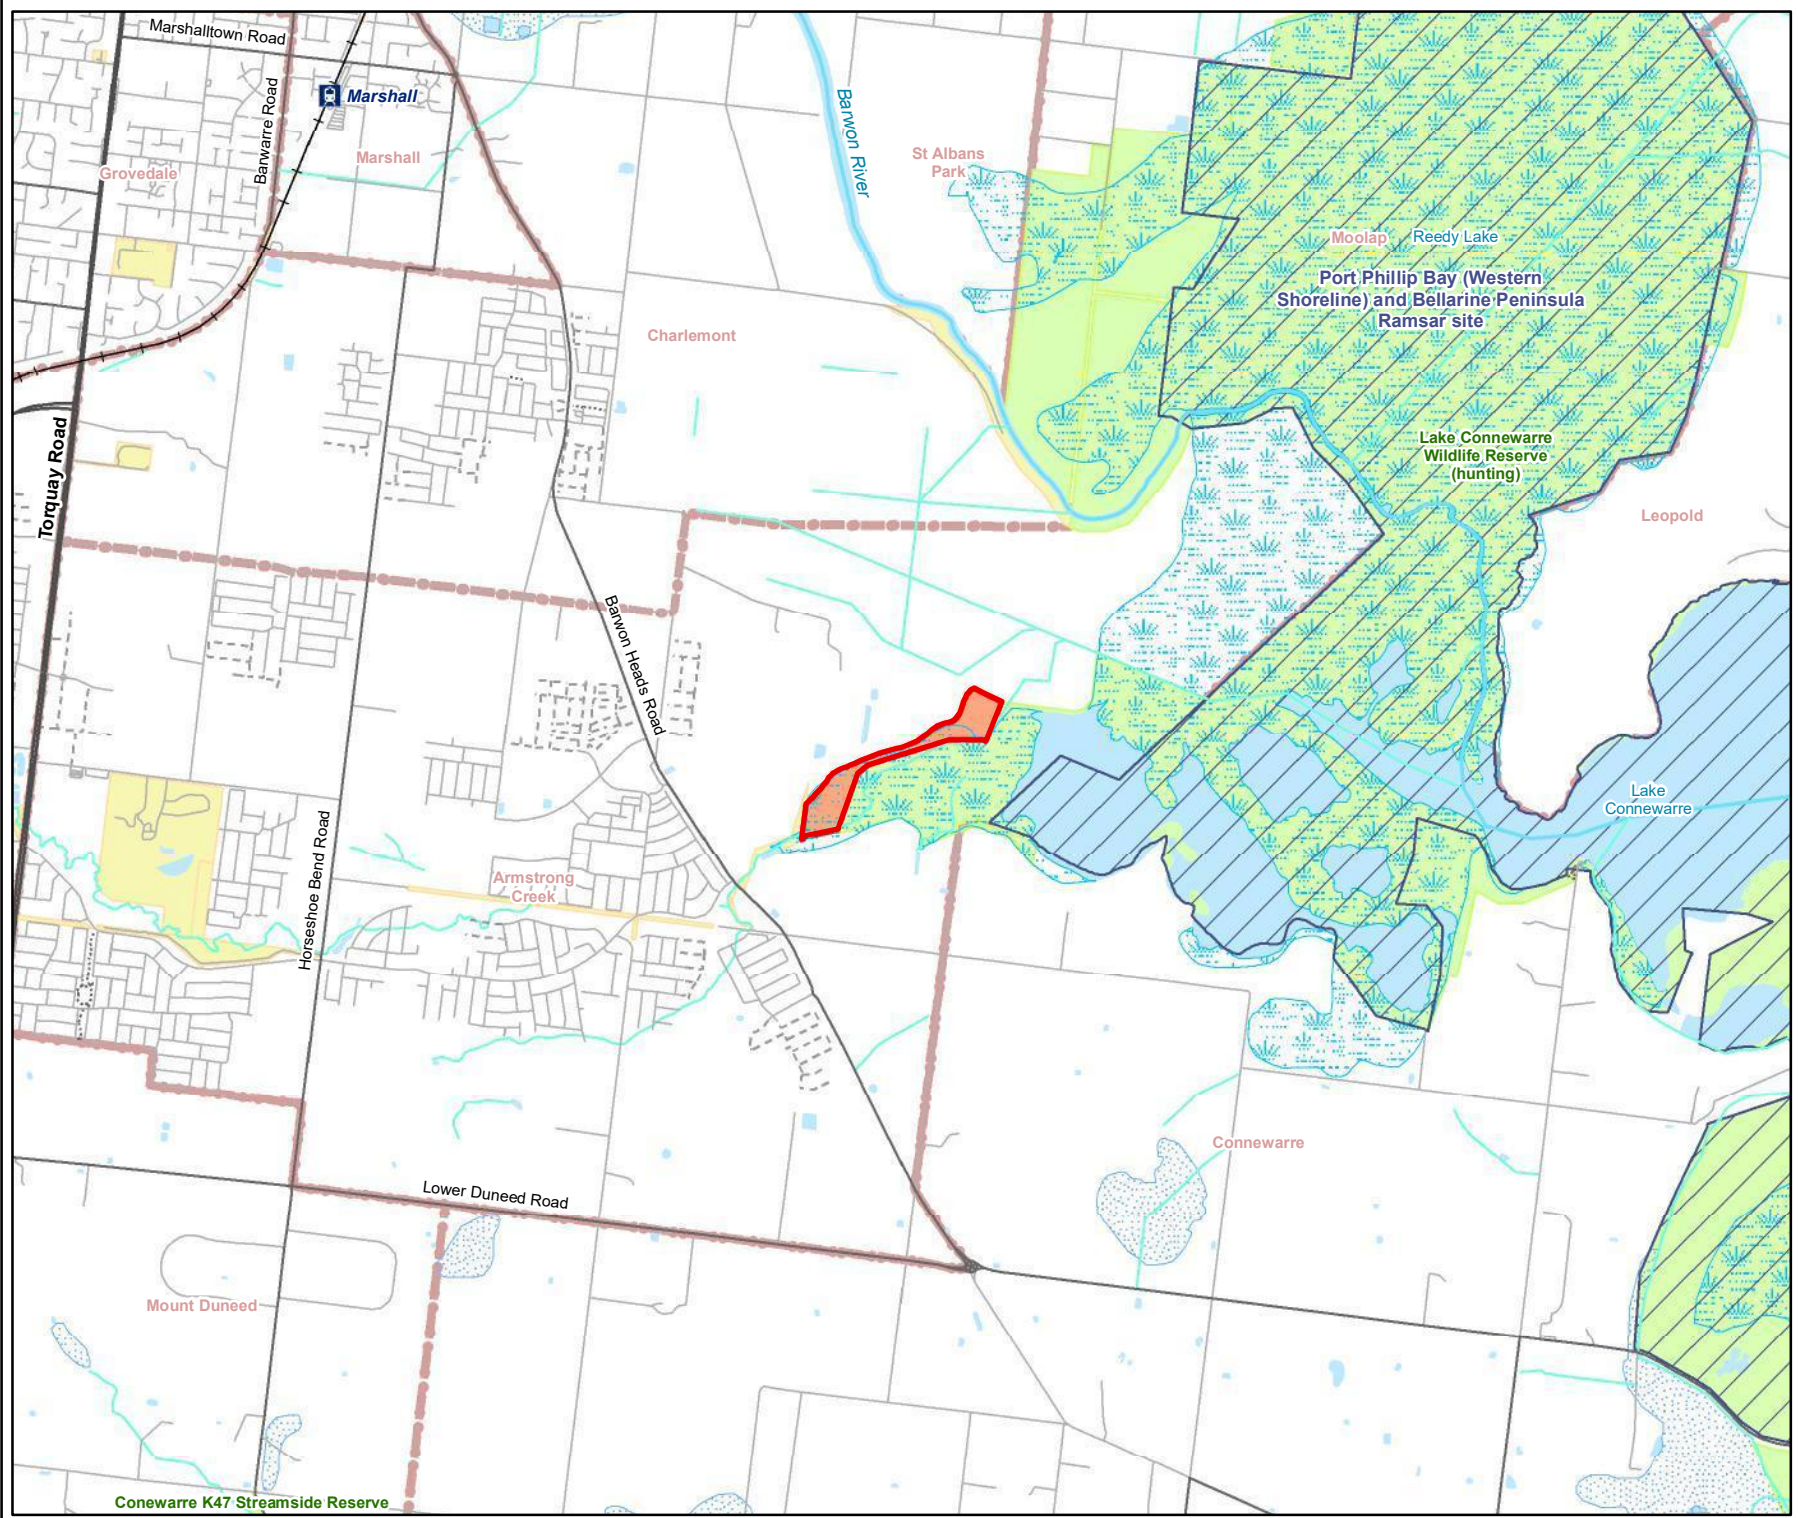 Marshalltown Road
Marshall
Barwarre Road
Barwon River
Marshall
Grovedale
St Albans
Park
Moolap
Reedy Lake
Port Phillip Bay (Western
Shoreline) and Bellarine Peninsula
Ramsar site
Charlemont
Torquay Road
Lake Connewarre
Wildlife Reserve
(hunting)
Leopold
Barwon Heads Road
Lake
Connewarre
Horseshoe Bend Road
Armstrong
Creek
Connewarre
Lower Duneed Road
Mount Duneed
Conewarre K47 Streamside Reserve